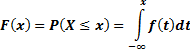 F(x) = P(X ≤ x) = ∫_{-∞}^{x} f(t)dt